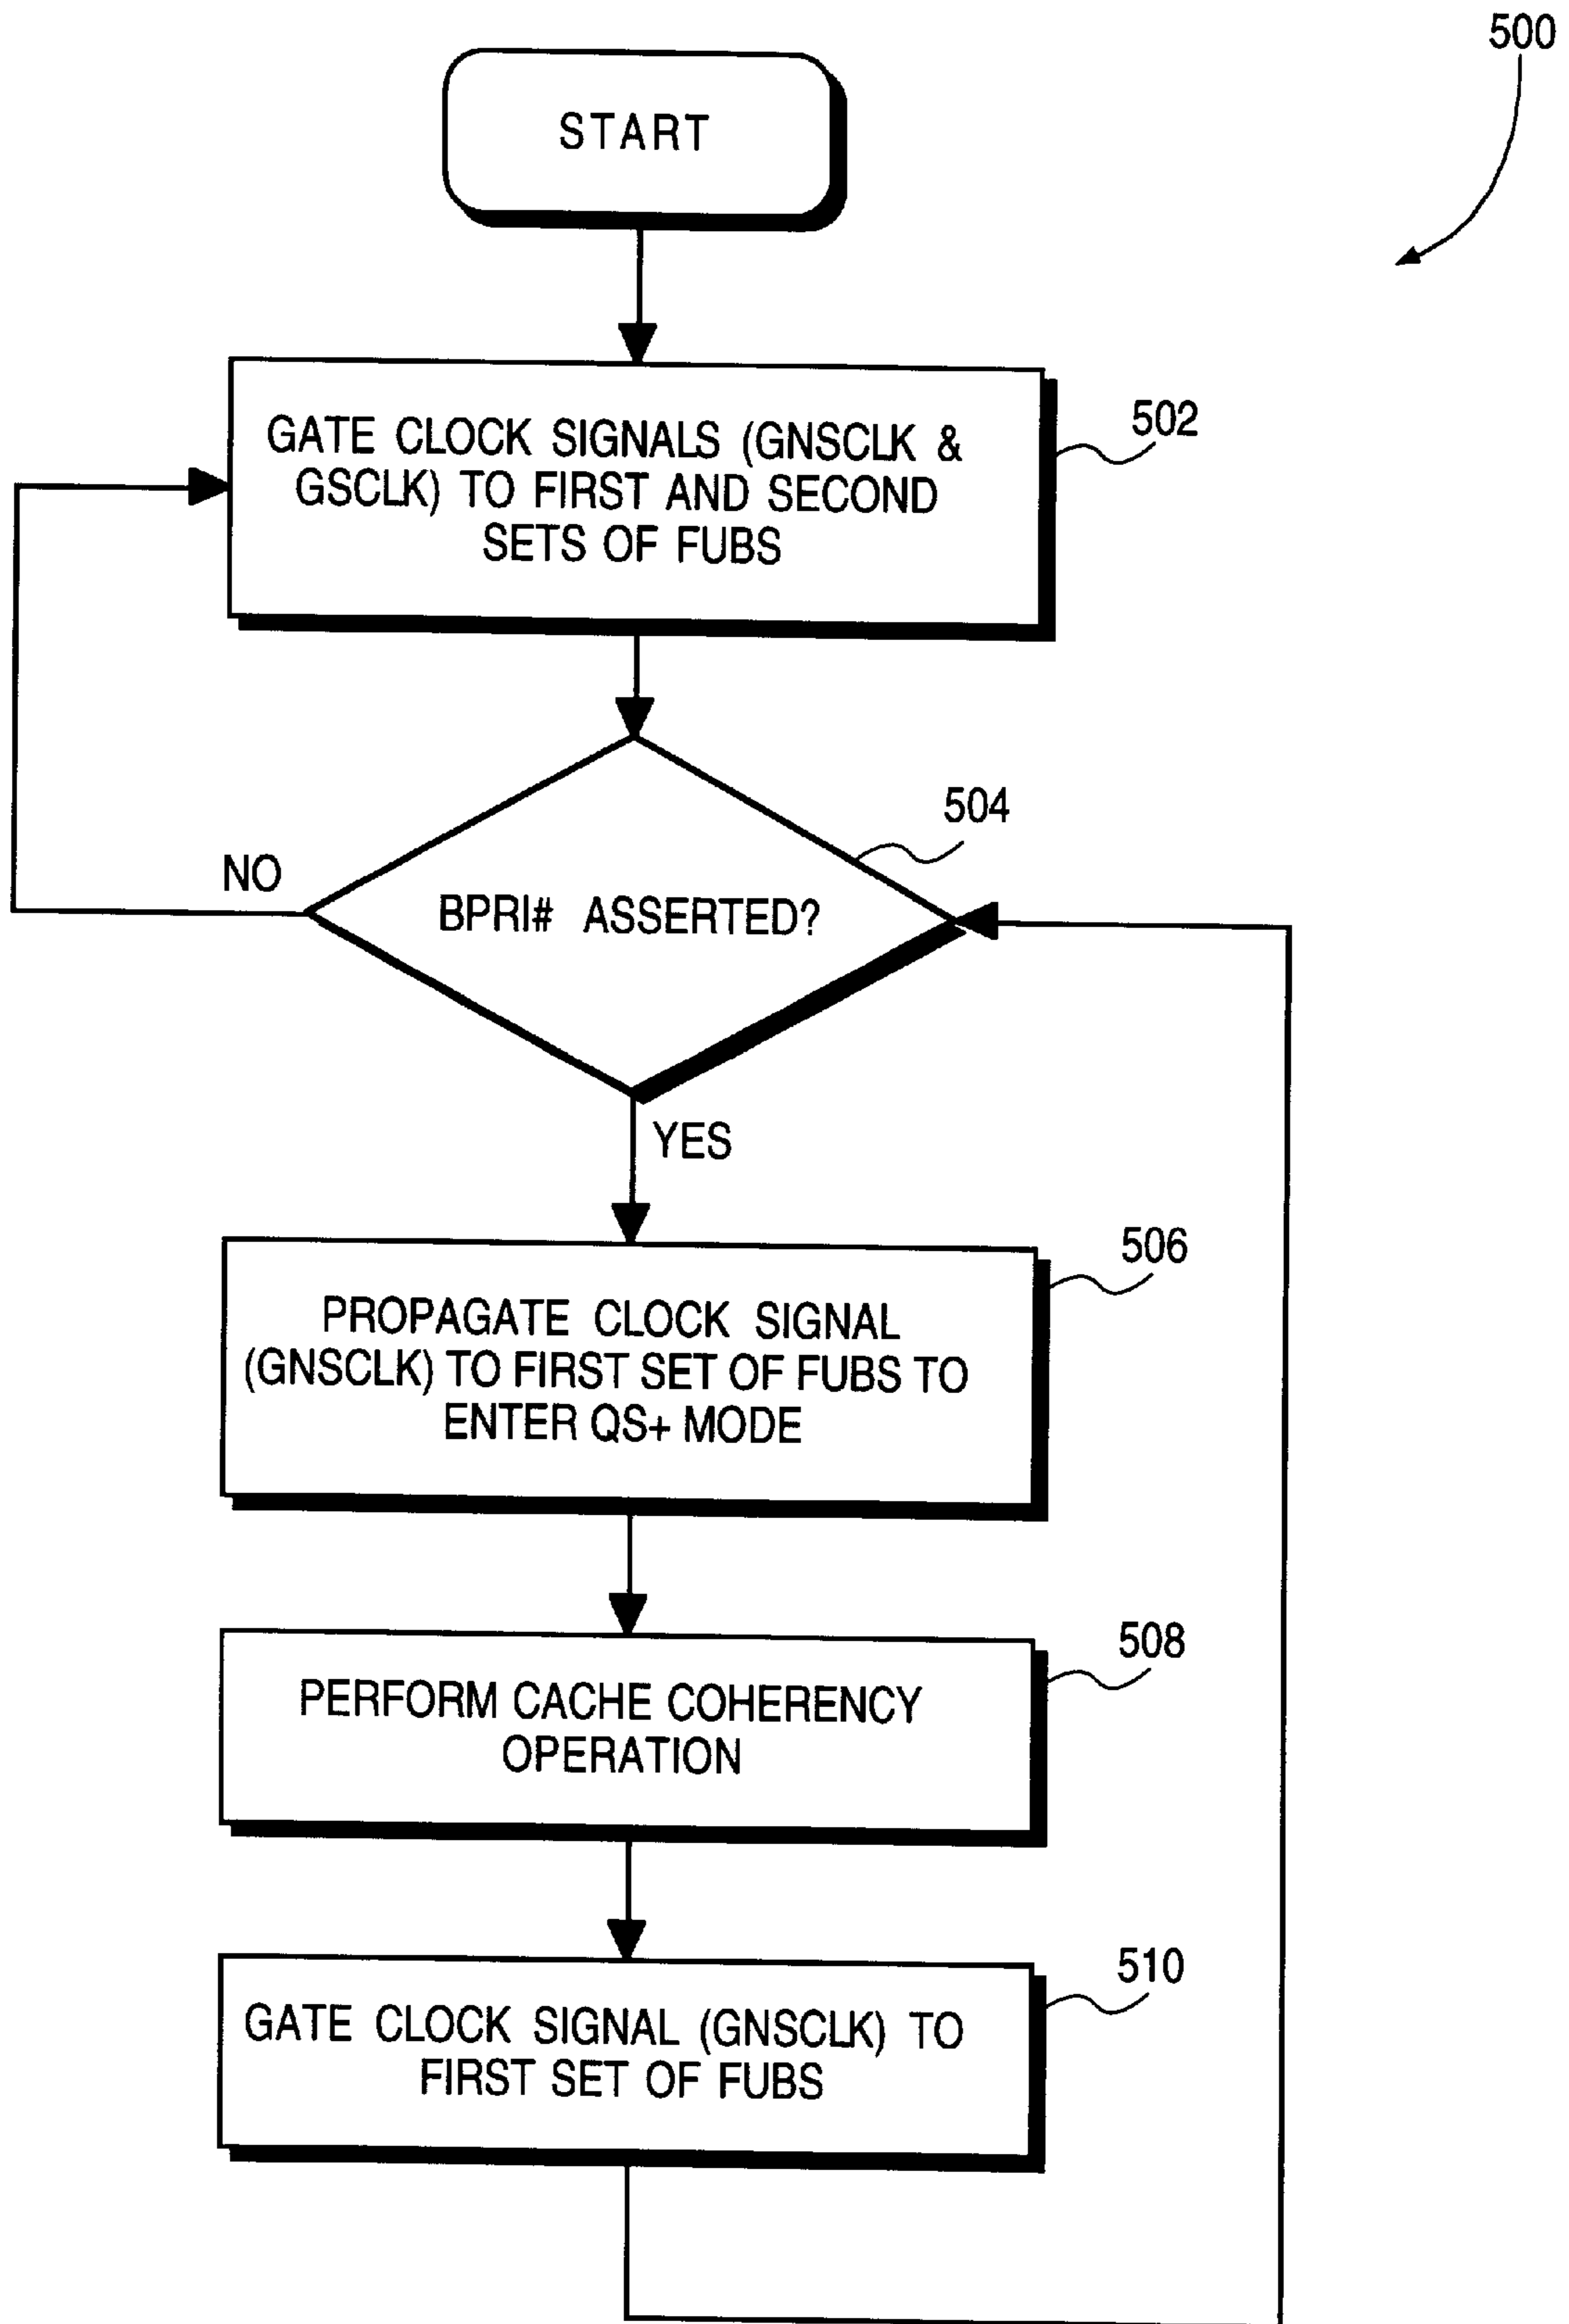 500
START
GATE CLOCK SIGNALS (GNSCLK &
GSCLK) TO FIRST AND SECOND
SETS OF FUBS
502
504
NO
BPRI# ASSERTED?
YES
506
PROPAGATE CLOCK SIGNAL
(GNSCLK) TO FIRST SET OF FUBS TO
ENTER QS+ MODE
508
PERFORM CACHE COHERENCY
OPERATION
510
GATE CLOCK SIGNAL (GNSCLK) TO
FIRST SET OF FUBS